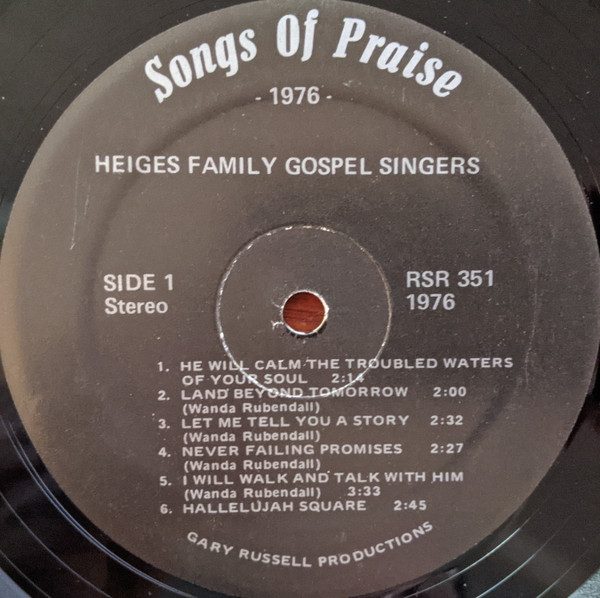 Songs Of Praise
- 1976 -
HEIGES FAMILY GOSPEL SINGERS
SIDE 1
Stereo
RSR 351
1976
1. HE WILL CALM THE TROUBLED WATERS
OF YOUR SOUL 2:14
2. LAND BEYOND TOMORROW 2:00
(Wanda Rubendall)
3. LET ME TELL YOU A STORY 2:32
(Wanda Rubendall)
4. NEVER FAILING PROMISES 2:27
(Wanda Rubendall)
5. I WILL WALK AND TALK WITH HIM
(Wanda Rubendall) 3:33
6. HALLELUJAH SQUARE 2:45
GARY RUSSELL PRODUCTIONS